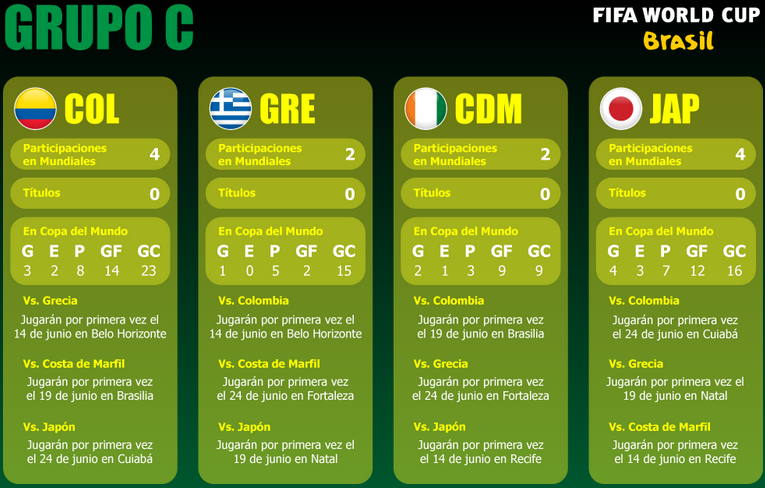 GRUPO C
FIFA WORLD CUP
Brasil
COL
Participaciones
en Mundiales
4
Títulos
0
En Copa del Mundo
G E P GF GC
3 2 8 14 23
Vs. Grecia
Jugarán por primera vez el
14 de junio en Belo Horizonte
Vs. Costa de Marfil
Jugarán por primera vez
el 19 de junio en Brasilia
Vs. Japón
Jugarán por primera vez
el 24 de junio en Cuiabá
GRE
Participaciones
en Mundiales
2
Títulos
0
En Copa del Mundo
G E P GF GC
1 0 5 2 15
Vs. Colombia
Jugarán por primera vez el
14 de junio en Belo Horizonte
Vs. Costa de Marfil
Jugarán por primera vez
el 24 de junio en Fortaleza
Vs. Japón
Jugarán por primera vez el
19 de junio en Natal
CDM
Participaciones
en Mundiales
2
Títulos
0
En Copa del Mundo
G E P GF GC
2 1 3 9 9
Vs. Colombia
Jugarán por primera vez
el 19 de junio en Brasilia
Vs. Grecia
Jugarán por primera vez
el 24 de junio en Fortaleza
Vs. Japón
Jugarán por primera vez
el 14 de junio en Recife
JAP
Participaciones
en Mundiales
4
Títulos
0
En Copa del Mundo
G E P GF GC
4 3 7 12 16
Vs. Colombia
Jugarán por primera vez
el 24 de junio en Cuiabá
Vs. Grecia
Jugarán por primera vez el
19 de junio en Natal
Vs. Costa de Marfil
Jugarán por primera vez
el 14 de junio en Recife